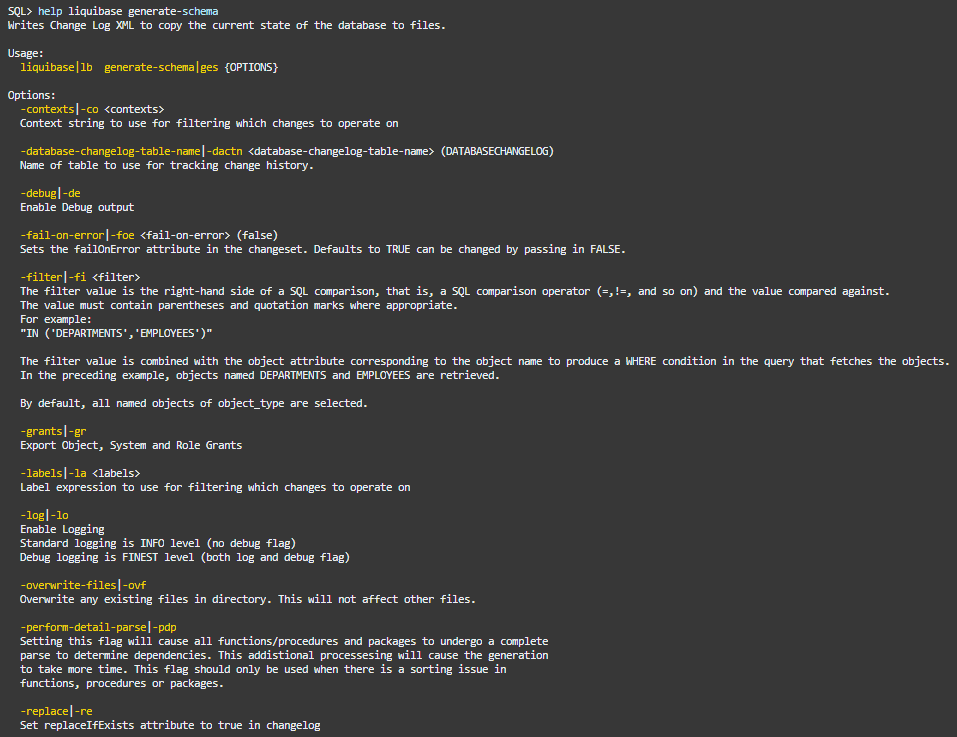 SQL> help liquibase generate-schema
Writes Change Log XML to copy the current state of the database to files.
Usage:
liquibase|lb  generate-schema|ges {OPTIONS}
Options:
-contexts|-co <contexts>
Context string to use for filtering which changes to operate on
-database-changelog-table-name|-dactn <database-changelog-table-name> (DATABASECHANGELOG)
Name of table to use for tracking change history.
-debug|-de
Enable Debug output
-fail-on-error|-foe <fail-on-error> (false)
Sets the failOnError attribute in the changeset. Defaults to TRUE can be changed by passing in FALSE.
-filter|-fi <filter>
The filter value is the right-hand side of a SQL comparison, that is, a SQL comparison operator (=,!=, and so on) and the value compared against.
The value must contain parentheses and quotation marks where appropriate.
For example:
"IN ('DEPARTMENTS','EMPLOYEES')"
The filter value is combined with the object attribute corresponding to the object name to produce a WHERE condition in the query that fetches the objects.
In the preceding example, objects named DEPARTMENTS and EMPLOYEES are retrieved.
By default, all named objects of object_type are selected.
-grants|-gr
Export Object, System and Role Grants
-labels|-la <labels>
Label expression to use for filtering which changes to operate on
-log|-lo
Enable Logging
Standard logging is INFO level (no debug flag)
Debug logging is FINEST level (both log and debug flag)
-overwrite-files|-ovf
Overwrite any existing files in directory. This will not affect other files.
-perform-detail-parse|-pdp
Setting this flag will cause all functions/procedures and packages to undergo a complete
parse to determine dependencies. This addistional processesing will cause the generation
to take more time. This flag should only be used when there is a sorting issue in
functions, procedures or packages.
-replace|-re
Set replaceIfExists attribute to true in changelog